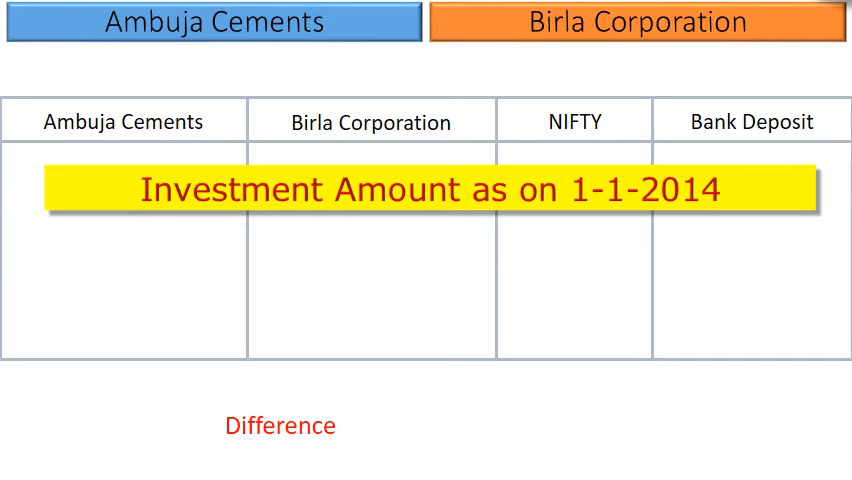 Ambuja Cements Birla Corporation
Ambuja Cements Birla Corporation NIFTY Bank Deposit
Investment Amount as on 1-1-2014
Difference